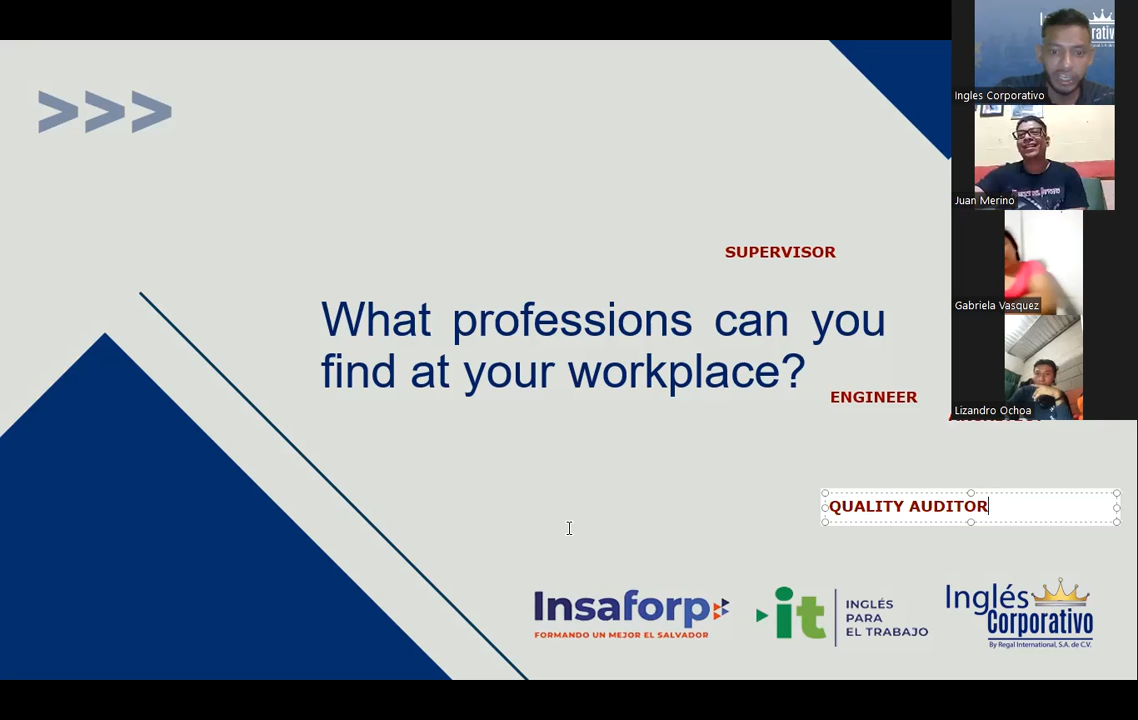 >>>
Ingles Corporativo
Juan Merino
SUPERVISOR
Gabriela Vasquez
What professions can you
find at your workplace?
ENGINEER
Lizandro Ochoa
QUALITY AUDITOR
Insaforp
FORMANDO UN MEJOR EL SALVADOR
it
INGLÉS
PARA
EL TRABAJO
Inglés
Corporativo
By Regal International, S.A. de C.V.